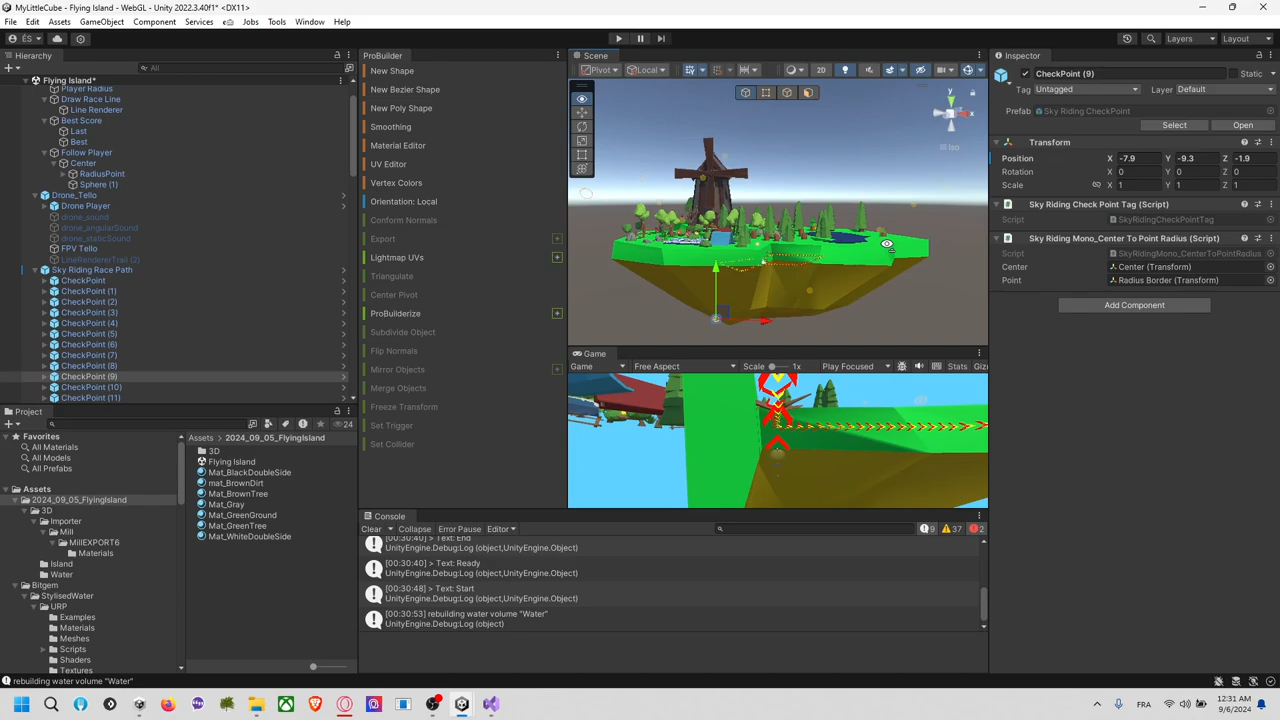 MyLittleCube - Flying Island - WebGL - Unity 2022.3.40f1* <DX11>
File Edit Assets GameObject Component Services Jobs Tools Window Help
ÉS Layers Layout
Hierarchy
All
Flying Island*
Player Radius
Draw Race Line
Line Renderer
Best Score
Last
Best
Follow Player
Center
RadiusPoint
Sphere (1)
Drone_Tello
Drone Player
drone_sound
drone_angularSound
drone_staticSound
FPV Tello
LineRendererTrail (2)
Sky Riding Race Path
CheckPoint
CheckPoint (1)
CheckPoint (2)
CheckPoint (3)
CheckPoint (4)
CheckPoint (5)
CheckPoint (6)
CheckPoint (7)
CheckPoint (8)
CheckPoint (9)
CheckPoint (10)
CheckPoint (11)
ProBuilder
New Shape
New Bezier Shape
New Poly Shape
Smoothing
Material Editor
UV Editor
Vertex Colors
Orientation: Local
Conform Normals
Export
Lightmap UVs
Triangulate
Center Pivot
ProBuilderize
Subdivide Object
Flip Normals
Mirror Objects
Merge Objects
Freeze Transform
Set Trigger
Set Collider
Scene
Pivot Local 2D
y
x
Iso
Game
Game Free Aspect Scale 1x Play Focused Stats Giz
Inspector
CheckPoint (9) Static
Tag Untagged Layer Default
Prefab Sky Riding CheckPoint
Select Open
Transform
Position X -7.9 Y -9.3 Z -1.9
Rotation X 0 Y 0 Z 0
Scale X 1 Y 1 Z 1
Sky Riding Check Point Tag (Script)
Script SkyRidingCheckPointTag
Sky Riding Mono_Center To Point Radius (Script)
Script SkyRidingMono_CenterToPointRadius
Center Center (Transform)
Point Radius Border (Transform)
Add Component
Project
24
Favorites
All Materials
All Models
All Prefabs
Assets
2024_09_05_FlyingIsland
3D
Importer
Mill
MillEXPORT6
Materials
Island
Water
Bitgem
StylisedWater
URP
Examples
Materials
Meshes
Scripts
Shaders
Textures
Assets > 2024_09_05_FlyingIsland
3D
Flying Island
Mat_BlackDoubleSide
mat_BrownDirt
Mat_BrownTree
Mat_Gray
Mat_GreenGround
Mat_GreenTree
Mat_WhiteDoubleSide
Console
Clear Collapse Error Pause Editor 9 37 2
[00:30:40] > Text: End
UnityEngine.Debug:Log (object,UnityEngine.Object)
[00:30:40] > Text: Ready
UnityEngine.Debug:Log (object,UnityEngine.Object)
[00:30:48] > Text: Start
UnityEngine.Debug:Log (object,UnityEngine.Object)
[00:30:53] rebuilding water volume "Water"
UnityEngine.Debug:Log (object)
rebuilding water volume "Water"
FRA 12:31 AM
9/6/2024